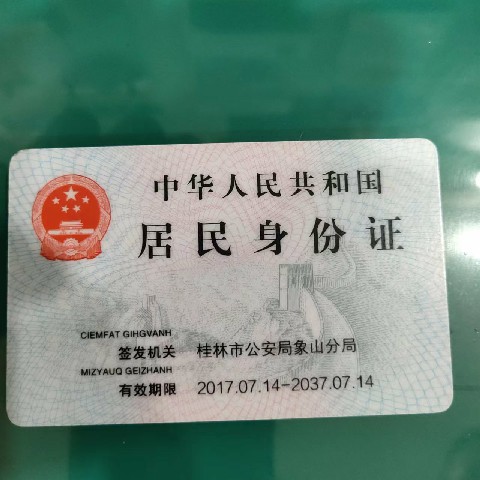 中华人民共和国
居民身份证
CIEMFAT GIHGVANH
签发机关 桂林市公安局象山分局
MIZYAUQ GEIZHANH
有效期限 2017.07.14-2037.07.14